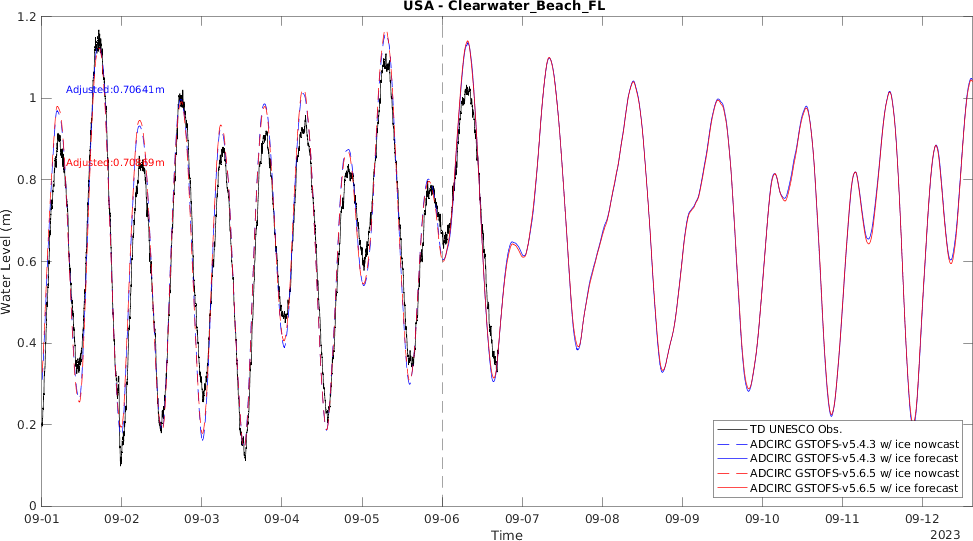 USA - Clearwater_Beach_FL
1.2
1
0.8
0.6
0.4
0.2
0
Water Level (m)
Adjusted:0.70641m
TD UNESCO Obs.
ADCIRC GSTOFS-v5.4.3 w/ ice nowcast
ADCIRC GSTOFS-v5.4.3 w/ ice forecast
ADCIRC GSTOFS-v5.6.5 w/ ice nowcast
ADCIRC GSTOFS-v5.6.5 w/ ice forecast
09-01 09-02 09-03 09-04 09-05 09-06 09-07 09-08 09-09 09-10 09-11 09-12
Time
2023